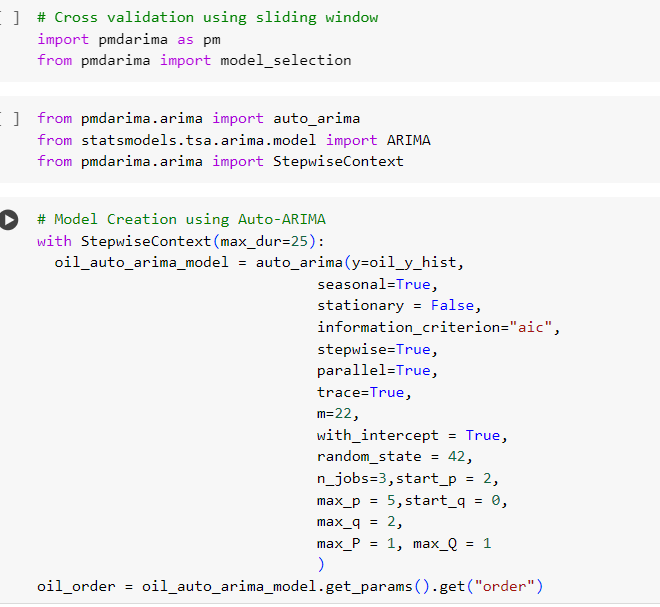 [ ] # Cross validation using sliding window
import pmdarima as pm
from pmdarima import model_selection
[ ] from pmdarima.arima import auto_arima
from statsmodels.tsa.arima.model import ARIMA
from pmdarima.arima import StepwiseContext
# Model Creation using Auto-ARIMA
with StepwiseContext(max_dur=25):
oil_auto_arima_model = auto_arima(y=oil_y_hist,
seasonal=True,
stationary = False,
information_criterion="aic",
stepwise=True,
parallel=True,
trace=True,
m=22,
with_intercept = True,
random_state = 42,
n_jobs=3,start_p = 2,
max_p = 5,start_q = 0,
max_q = 2,
max_P = 1, max_Q = 1
)
oil_order = oil_auto_arima_model.get_params().get("order")